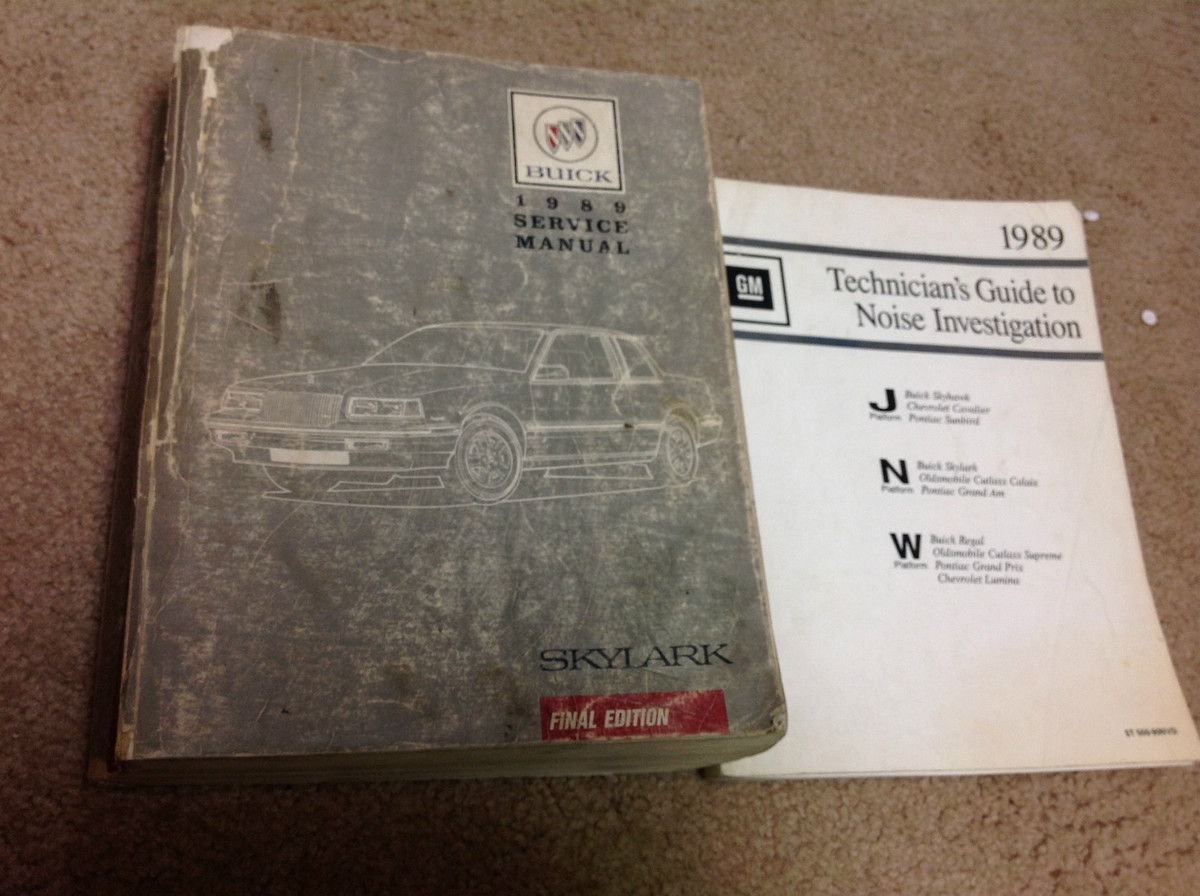 BUICK
1989
SERVICE
MANUAL
SKYLARK
FINAL EDITION
1989
GM
Technician's Guide to
Noise Investigation
J
Platform
Buick Skyhawk
Chevrolet Cavalier
Pontiac Sunbird
N
Platform
Buick Skylark
Oldsmobile Cutlass Calais
Pontiac Grand Am
W
Platform
Buick Regal
Oldsmobile Cutlass Supreme
Pontiac Grand Prix
Chevrolet Lumina